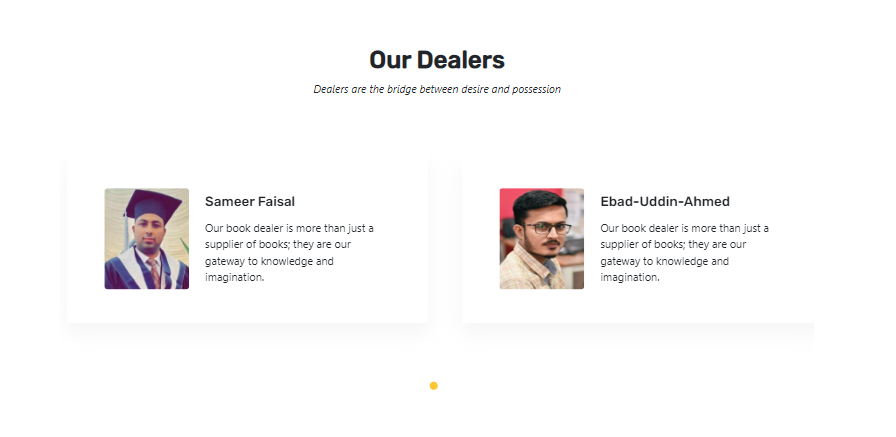 Our Dealers
Dealers are the bridge between desire and possession
Sameer Faisal
Our book dealer is more than just a
supplier of books; they are our
gateway to knowledge and
imagination.
Ebad-Uddin-Ahmed
Our book dealer is more than just a
supplier of books; they are our
gateway to knowledge and
imagination.